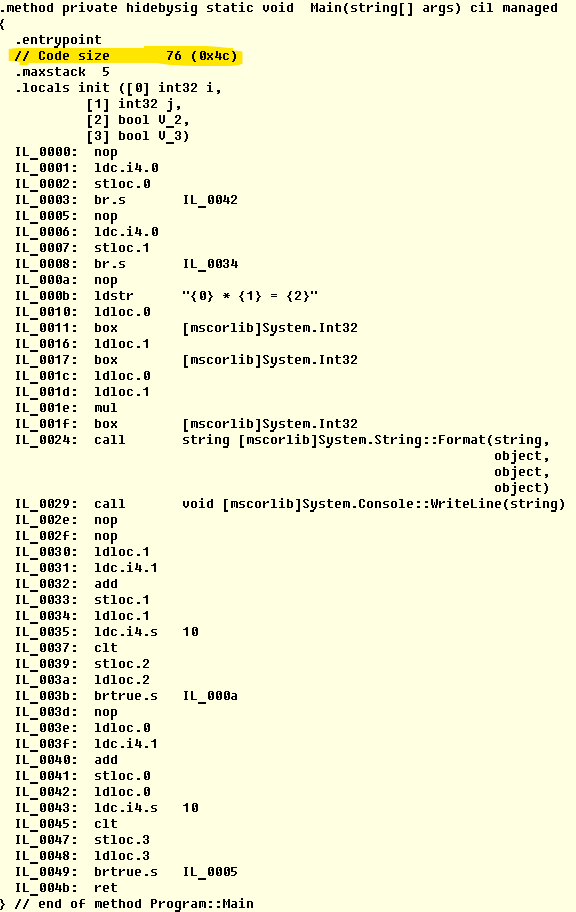 .method private hidebysig static void  Main(string[] args) cil managed
{
  .entrypoint
  // Code size       76 (0x4c)
  .maxstack  5
  .locals init ([0] int32 i,
           [1] int32 j,
           [2] bool V_2,
           [3] bool V_3)
  IL_0000:  nop
  IL_0001:  ldc.i4.0
  IL_0002:  stloc.0
  IL_0003:  br.s       IL_0042
  IL_0005:  nop
  IL_0006:  ldc.i4.0
  IL_0007:  stloc.1
  IL_0008:  br.s       IL_0034
  IL_000a:  nop
  IL_000b:  ldstr      "{0} * {1} = {2}"
  IL_0010:  ldloc.0
  IL_0011:  box        [mscorlib]System.Int32
  IL_0016:  ldloc.1
  IL_0017:  box        [mscorlib]System.Int32
  IL_001c:  ldloc.0
  IL_001d:  ldloc.1
  IL_001e:  mul
  IL_001f:  box        [mscorlib]System.Int32
  IL_0024:  call       string [mscorlib]System.String::Format(string,
                                                              object,
                                                              object,
                                                              object)
  IL_0029:  call       void [mscorlib]System.Console::WriteLine(string)
  IL_002e:  nop
  IL_002f:  nop
  IL_0030:  ldloc.1
  IL_0031:  ldc.i4.1
  IL_0032:  add
  IL_0033:  stloc.1
  IL_0034:  ldloc.1
  IL_0035:  ldc.i4.s   10
  IL_0037:  clt
  IL_0039:  stloc.2
  IL_003a:  ldloc.2
  IL_003b:  brtrue.s   IL_000a
  IL_003d:  nop
  IL_003e:  ldloc.0
  IL_003f:  ldc.i4.1
  IL_0040:  add
  IL_0041:  stloc.0
  IL_0042:  ldloc.0
  IL_0043:  ldc.i4.s   10
  IL_0045:  clt
  IL_0047:  stloc.3
  IL_0048:  ldloc.3
  IL_0049:  brtrue.s   IL_0005
  IL_004b:  ret
} // end of method Program::Main